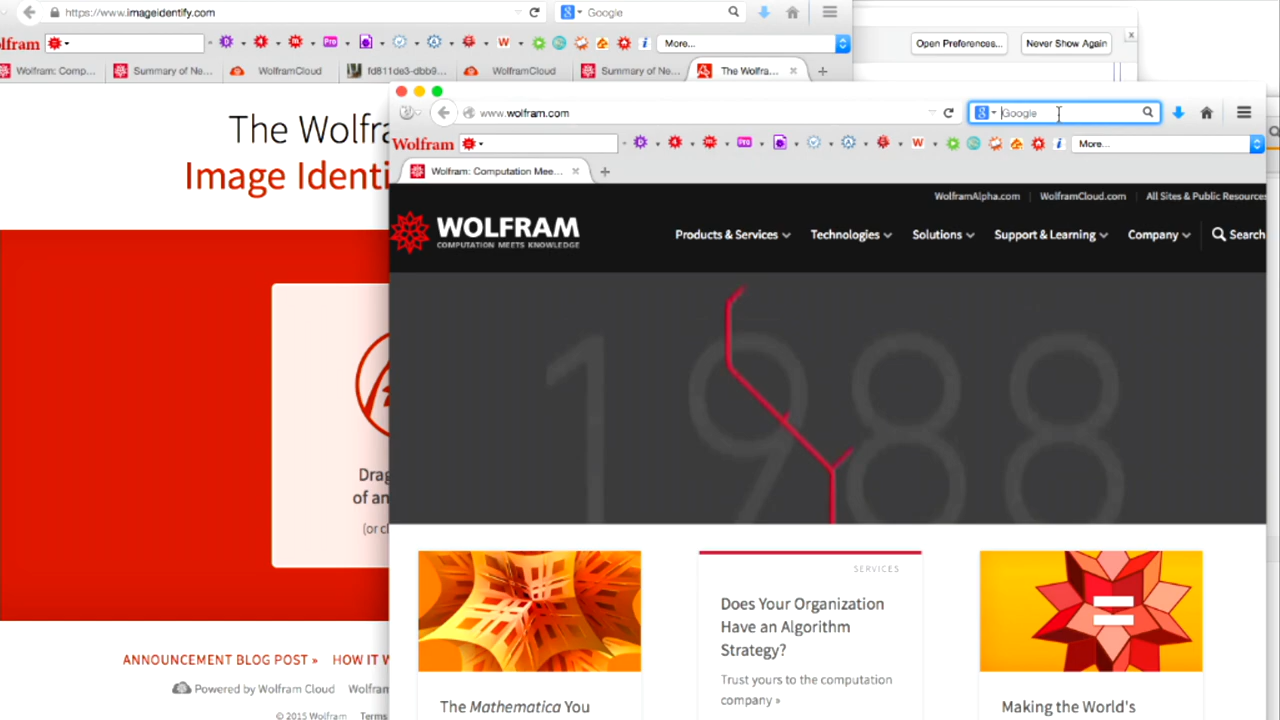 https://www.imageidentify.com
Google
Open Preferences...
Never Show Again
Pro
W
i
More...
Wolfram: Comp...
Summary of Ne...
WolframCloud
fd811de3-dbb9...
WolframCloud
Summary of Ne...
The Wolfra...
The Wolfra
Image Identi
Drag
of an
(or cl
ANNOUNCEMENT BLOG POST »
HOW IT W
Powered by Wolfram Cloud
Wolfram
© 2015 Wolfram
Terms
www.wolfram.com
Google
Wolfram
Pro
W
i
More...
Wolfram: Computation Mee...
WolframAlpha.com
WolframCloud.com
All Sites & Public Resources
WOLFRAM
COMPUTATION MEETS KNOWLEDGE
Products & Services
Technologies
Solutions
Support & Learning
Company
Search
1988
The Mathematica You
SERVICES
Does Your Organization
Have an Algorithm
Strategy?
Trust yours to the computation
company »
Making the World's